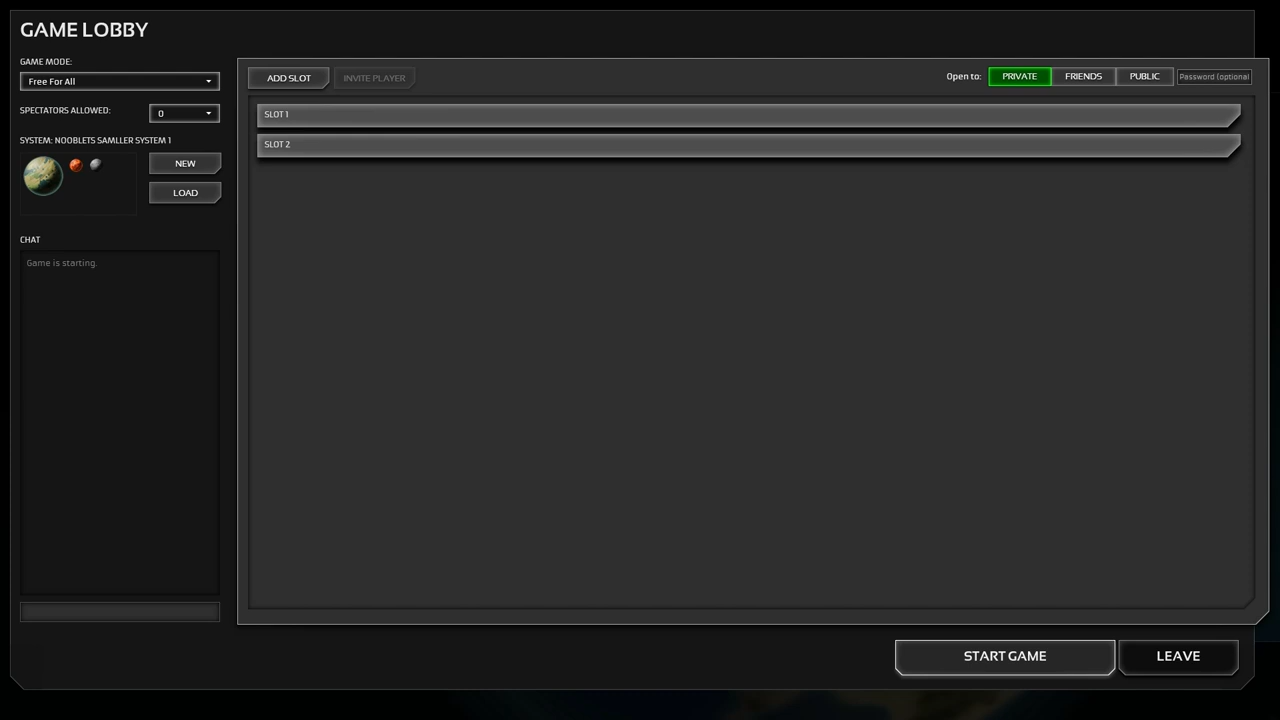 GAME LOBBY
GAME MODE:
Free For All
SPECTATORS ALLOWED:
0
SYSTEM: NOOBLETS SAMLLER SYSTEM 1
NEW
LOAD
CHAT
Game is starting.
ADD SLOT
INVITE PLAYER
Open to:
PRIVATE
FRIENDS
PUBLIC
Password (optional
SLOT 1
SLOT 2
START GAME
LEAVE